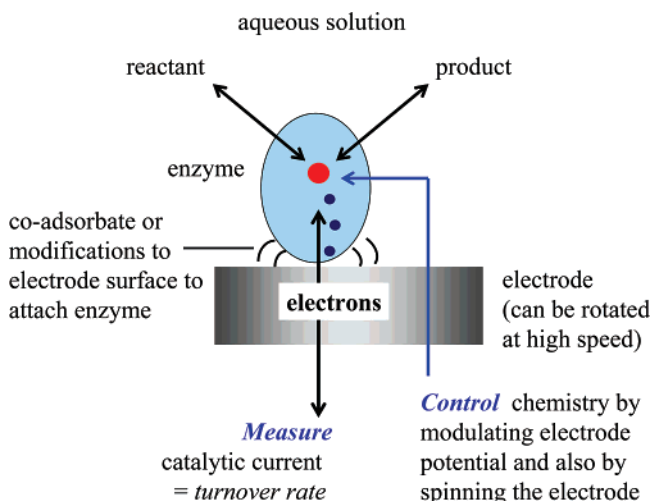 aqueous solution
reactant
product
enzyme
co-adsorbate or
modifications to
electrode surface to
attach enzyme
electrons
electrode
(can be rotated
at high speed)
Measure
catalytic current
= turnover rate
Control chemistry by
modulating electrode
potential and also by
spinning the electrode